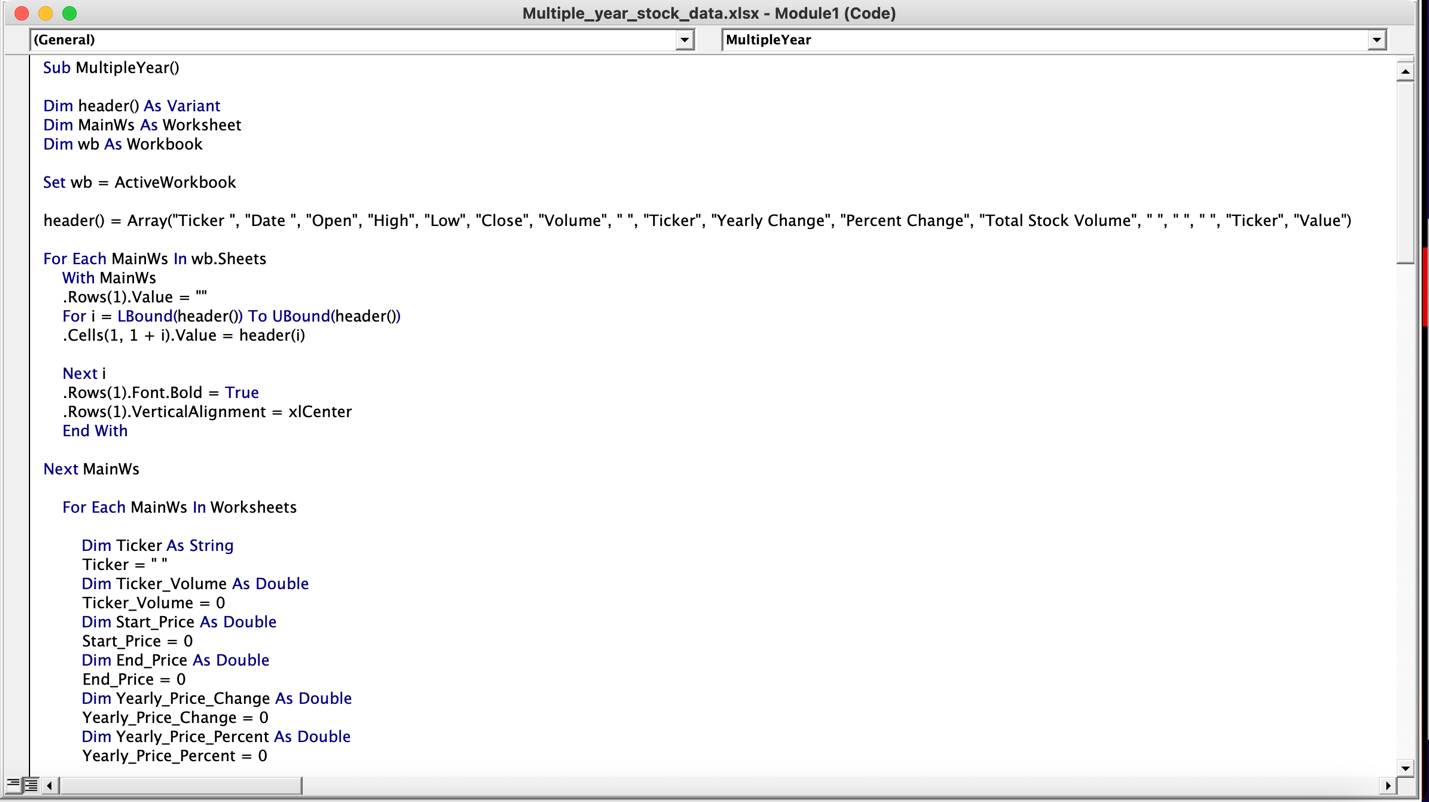 Multiple_year_stock_data.xlsx - Module1 (Code)
(General)
MultipleYear
Sub MultipleYear()
Dim header() As Variant
Dim MainWs As Worksheet
Dim wb As Workbook
Set wb = ActiveWorkbook
header() = Array("Ticker ", "Date ", "Open", "High", "Low", "Close", "Volume", " ", "Ticker", "Yearly Change", "Percent Change", "Total Stock Volume", " ", " ", " ", "Ticker", "Value")
For Each MainWs In wb.Sheets
With MainWs
.Rows(1).Value = ""
For i = LBound(header()) To UBound(header())
.Cells(1, 1 + i).Value = header(i)
Next i
.Rows(1).Font.Bold = True
.Rows(1).VerticalAlignment = xlCenter
End With
Next MainWs
For Each MainWs In Worksheets
Dim Ticker As String
Ticker = " "
Dim Ticker_Volume As Double
Ticker_Volume = 0
Dim Start_Price As Double
Start_Price = 0
Dim End_Price As Double
End_Price = 0
Dim Yearly_Price_Change As Double
Yearly_Price_Change = 0
Dim Yearly_Price_Percent As Double
Yearly_Price_Percent = 0